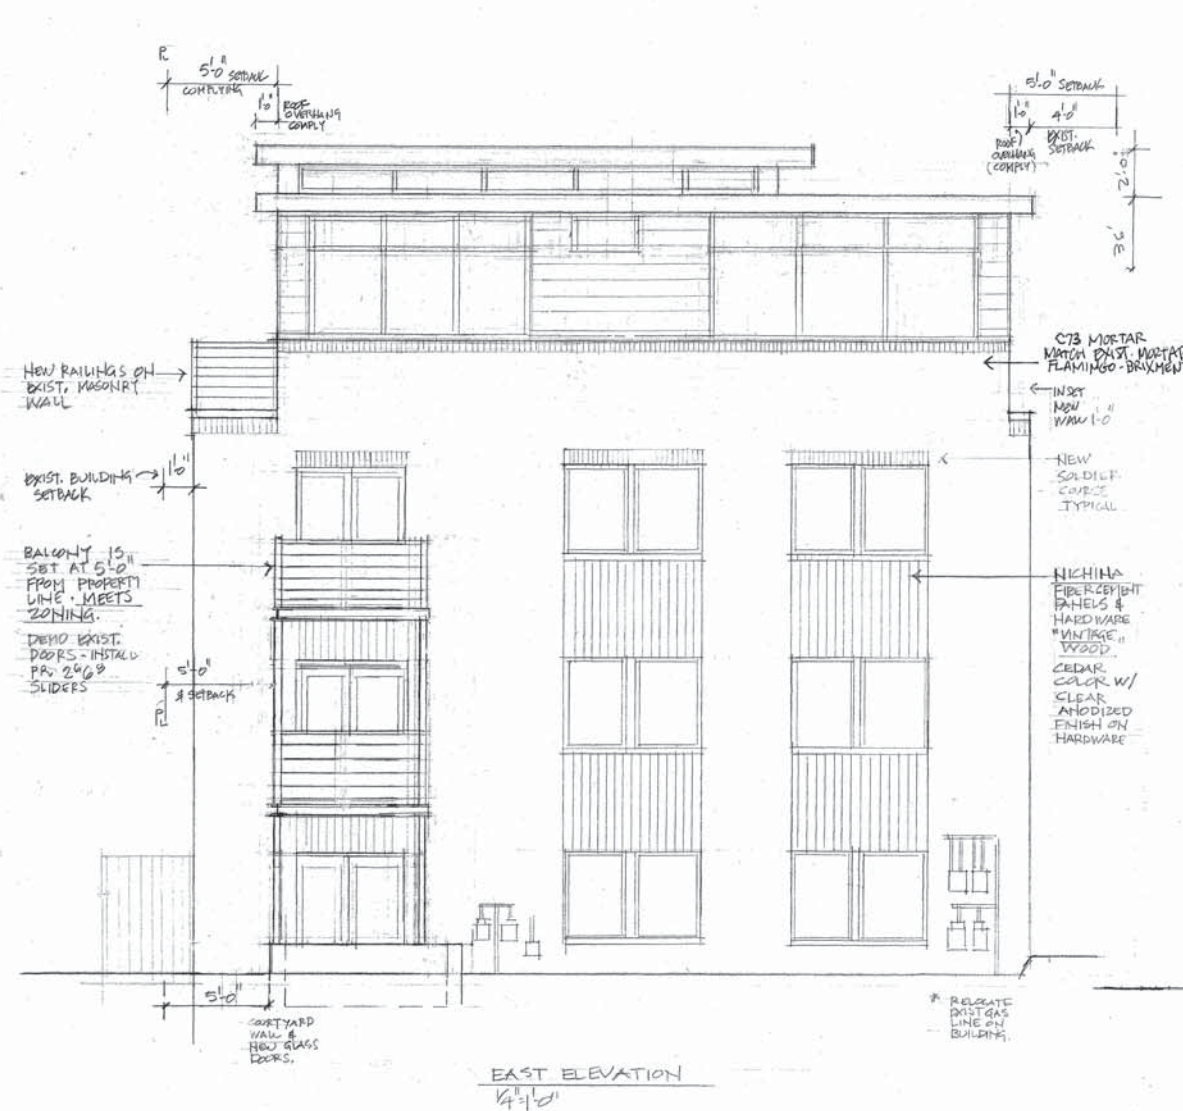 PL
5'-0" SETBACK
COMPLYING
1'-0"
ROOF
OVERHANG
COMPLY
5'-0" SETBACK
1'-0"
4'-0"
ROOF
OVERHANG
(COMPLY)
EXIST.
SETBACK
2'-0"
35'
NEW RAILINGS ON
EXIST. MASONRY
WALL
C73 MORTAR
MATCH EXIST. MORTAR
FLAMINGO-BRIXMENT
INSET
NEW
WALL 1'-0"
EXIST. BUILDING
SETBACK
1'-0"
NEW
SOLDIER
COURSE
TYPICAL
BALCONY IS
SET AT 5'-0"
FROM PROPERTY
LINE. MEETS
ZONING.
DEMO EXIST.
DOORS - INSTALL
PR. 2868
SLIDERS
5'-0"
SETBACK
PL
NICHIHA
FIBERCEMENT
PANELS &
HARDWARE
"VINTAGE
WOOD"
CEDAR
COLOR W/
CLEAR
ANODIZED
FINISH ON
HARDWARE
5'-0"
COURTYARD
WALL &
NEW GLASS
DOORS.
* RELOCATE
EXIST GAS
LINE ON
BUILDING.
EAST ELEVATION
1/4"=1'-0"